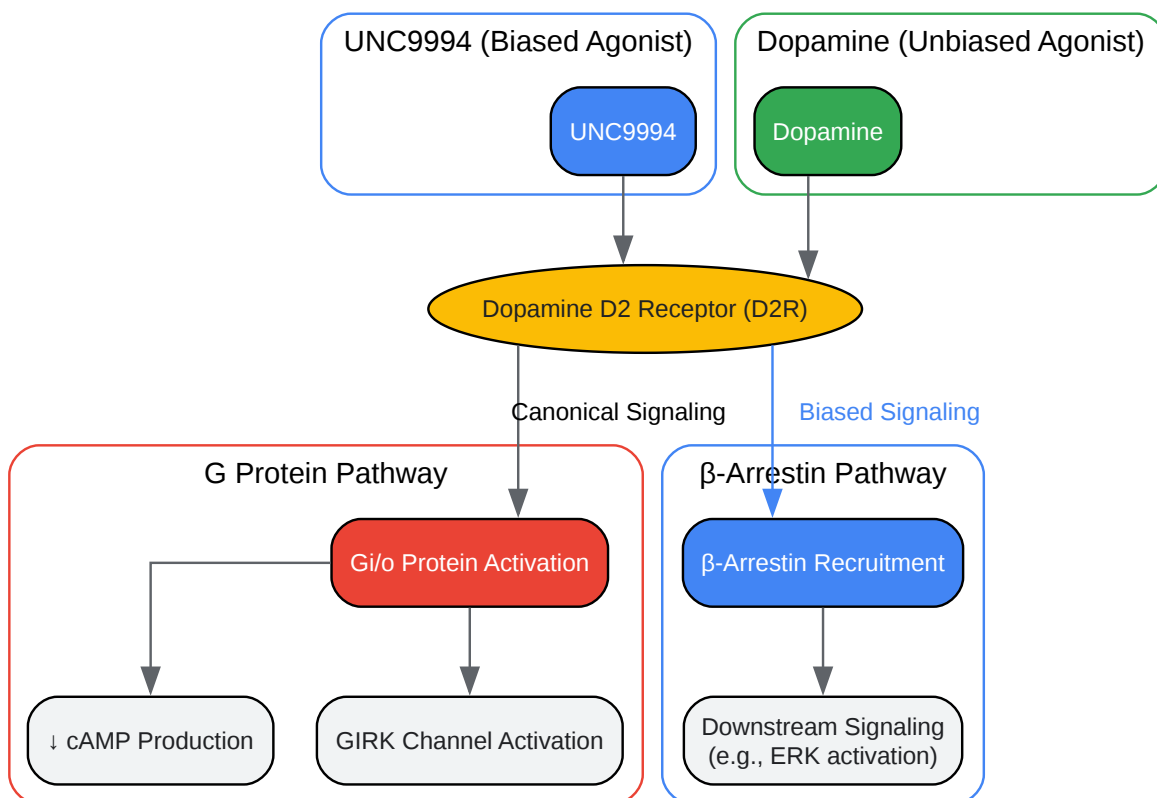 UNC9994 (Biased Agonist)
Dopamine (Unbiased Agonist)
UNC9994
Dopamine
Dopamine D2 Receptor (D2R)
Canonical Signaling
Biased Signaling
G Protein Pathway
β-Arrestin Pathway
Gi/o Protein Activation
β-Arrestin Recruitment
↓ cAMP Production
GIRK Channel Activation
Downstream Signaling
(e.g., ERK activation)